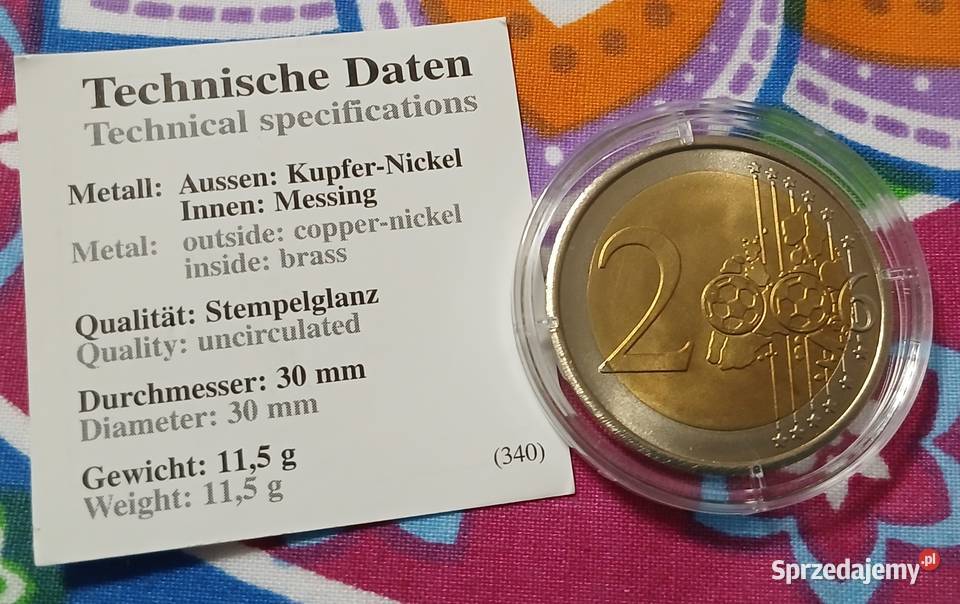 Technische Daten
Technical specifications
Metall: Aussen: Kupfer-Nickel
Innen: Messing
Metal: outside: copper-nickel
inside: brass
Qualität: Stempelglanz
Quality: uncirculated
Durchmesser: 30 mm
Diameter: 30 mm
Gewicht: 11,5 g
Weight: 11,5 g
(340)
2006
Sprzedajemy.pl